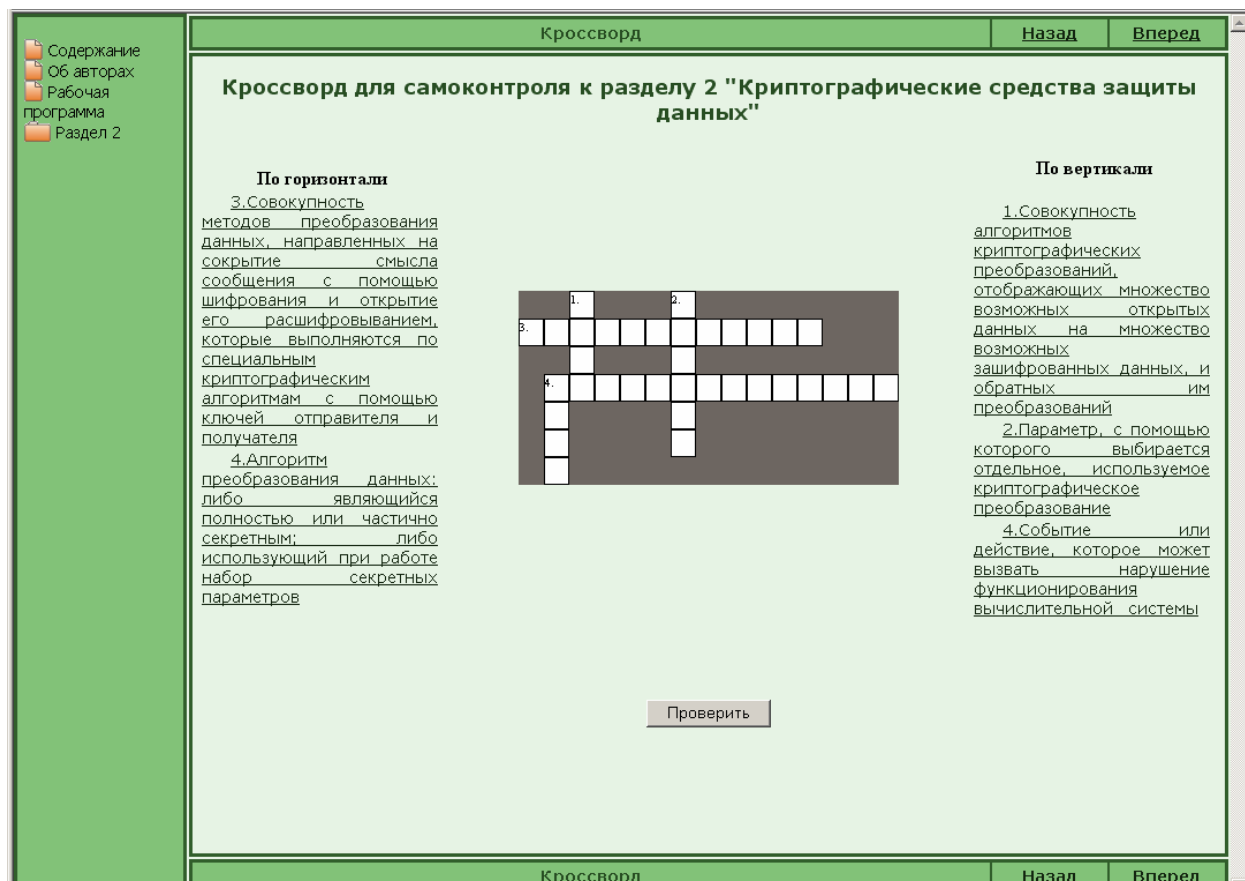 Кроссворд
Назад
Вперед
Содержание
Об авторах
Рабочая
программа
Раздел 2
Кроссворд для самоконтроля к разделу 2 "Криптографические средства защиты
данных"
По горизонтали
3.Совокупность
методов преобразования
данных, направленных на
сокрытие смысла
сообщения с помощью
шифрования и открытие
его расшифровыванием,
которые выполняются по
специальным
криптографическим
алгоритмам с помощью
ключей отправителя и
получателя
4.Алгоритм
преобразования данных:
либо являющийся
полностью или частично
секретным; либо
использующий при работе
набор секретных
параметров
1.
2.
3.
4.
По вертикали
1.Совокупность
алгоритмов
криптографических
преобразований,
отображающих множество
возможных открытых
данных на множество
возможных
зашифрованных данных, и
обратных им
преобразований
2.Параметр, с помощью
которого выбирается
отдельное, используемое
криптографическое
преобразование
4.Событие или
действие, которое может
вызвать нарушение
функционирования
вычислительной системы
Проверить
Кроссворд
Назад
Вперед